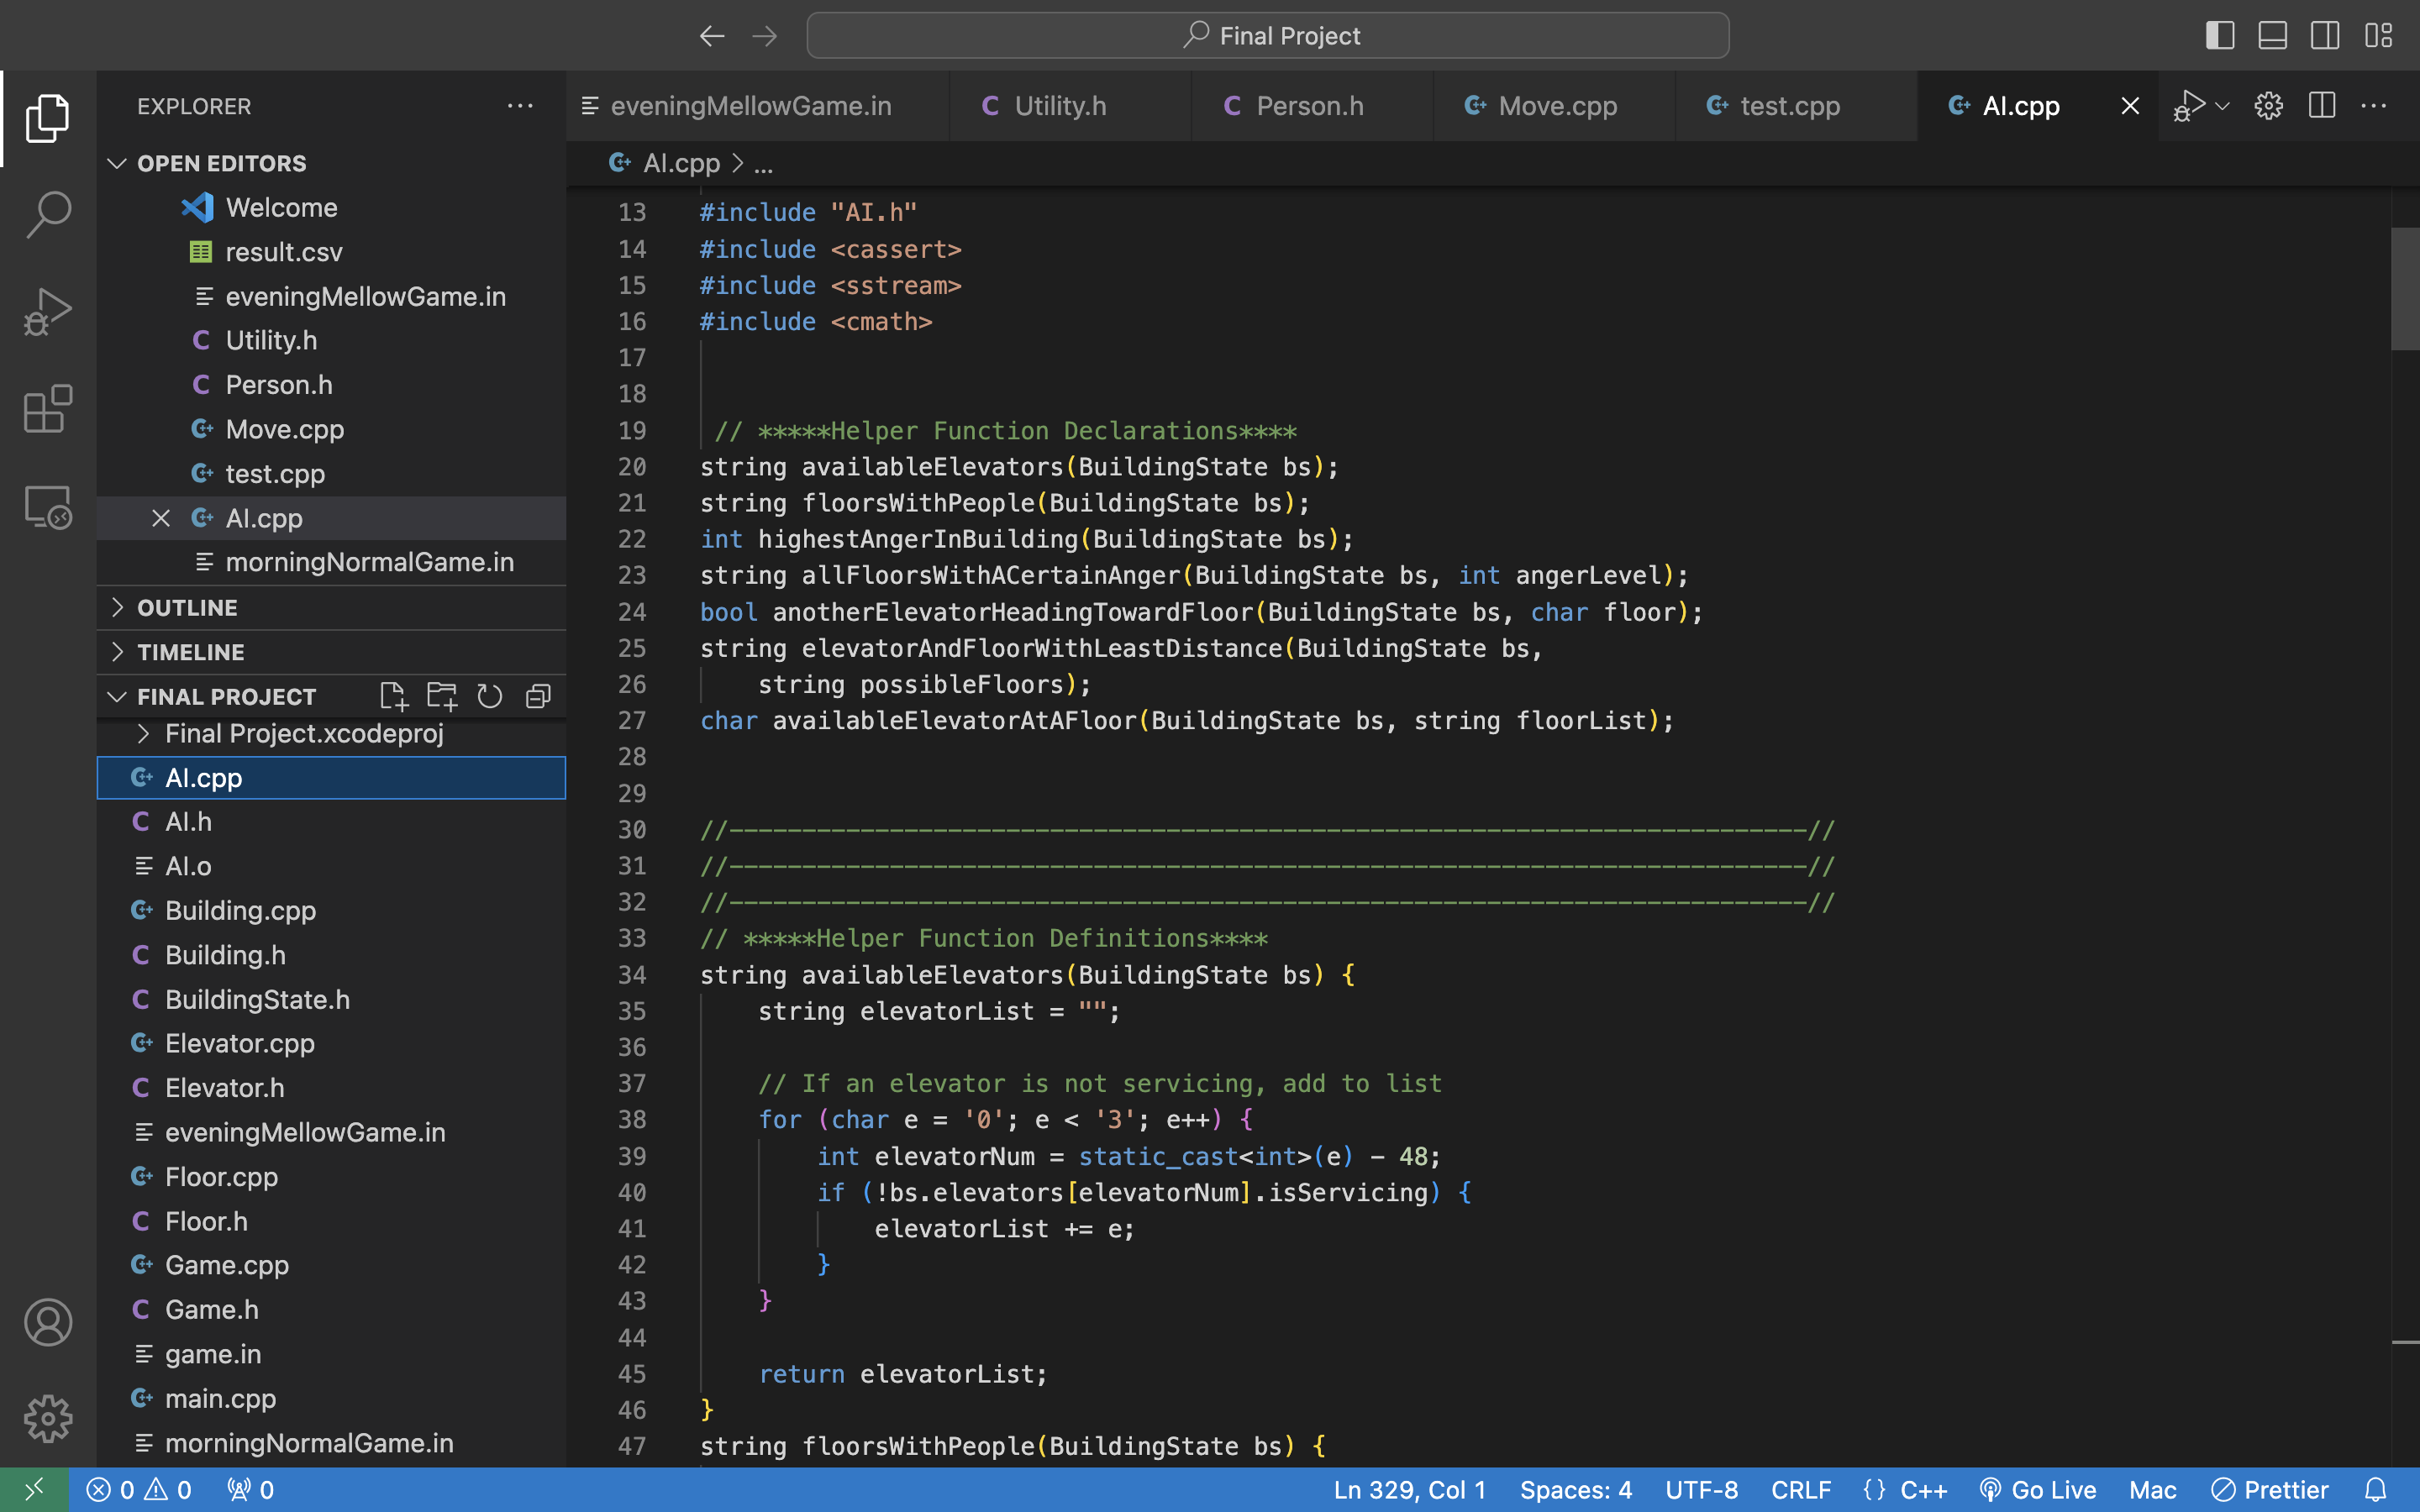 Final Project
EXPLORER
OPEN EDITORS
Welcome
result.csv
eveningMellowGame.in
Utility.h
Person.h
Move.cpp
test.cpp
AI.cpp
morningNormalGame.in
OUTLINE
TIMELINE
FINAL PROJECT
Final Project.xcodeproj
AI.cpp
AI.h
AI.o
Building.cpp
Building.h
BuildingState.h
Elevator.cpp
Elevator.h
eveningMellowGame.in
Floor.cpp
Floor.h
Game.cpp
Game.h
game.in
main.cpp
morningNormalGame.in
eveningMellowGame.in Utility.h Person.h Move.cpp test.cpp AI.cpp
AI.cpp > ...
13 #include "AI.h"
14 #include <cassert>
15 #include <sstream>
16 #include <cmath>
17
18
19 // *****Helper Function Declarations****
20 string availableElevators(BuildingState bs);
21 string floorsWithPeople(BuildingState bs);
22 int highestAngerInBuilding(BuildingState bs);
23 string allFloorsWithACertainAnger(BuildingState bs, int angerLevel);
24 bool anotherElevatorHeadingTowardFloor(BuildingState bs, char floor);
25 string elevatorAndFloorWithLeastDistance(BuildingState bs,
26 string possibleFloors);
27 char availableElevatorAtAFloor(BuildingState bs, string floorList);
28
29
30 //--------------------------------------------------------------------------//
31 //--------------------------------------------------------------------------//
32 //--------------------------------------------------------------------------//
33 // *****Helper Function Definitions****
34 string availableElevators(BuildingState bs) {
35 string elevatorList = "";
36
37 // If an elevator is not servicing, add to list
38 for (char e = '0'; e < '3'; e++) {
39 int elevatorNum = static_cast<int>(e) - 48;
40 if (!bs.elevators[elevatorNum].isServicing) {
41 elevatorList += e;
42 }
43 }
44
45 return elevatorList;
46 }
47 string floorsWithPeople(BuildingState bs) {
0 0 0 Ln 329, Col 1 Spaces: 4 UTF-8 CRLF {} C++ Go Live Mac Prettier